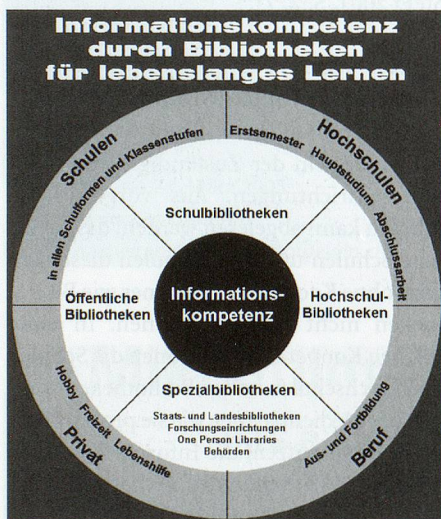 Informationskompetenz
durch Bibliotheken
für lebenslanges Lernen
Schulen
in allen Schulformen und Klassenstufen
Hochschulen
Erstsemester Hauptstudium Abschlussarbeit
Schulbibliotheken
Öffentliche
Bibliotheken
Informations-
kompetenz
Hochschul-
Bibliotheken
Spezialbibliotheken
Staats- und Landesbibliotheken
Forschungseinrichtungen
One Person Libraries
Behörden
Hobby Freizeit Lebenshilfe
Privat
Aus- und Fortbildung
Beruf